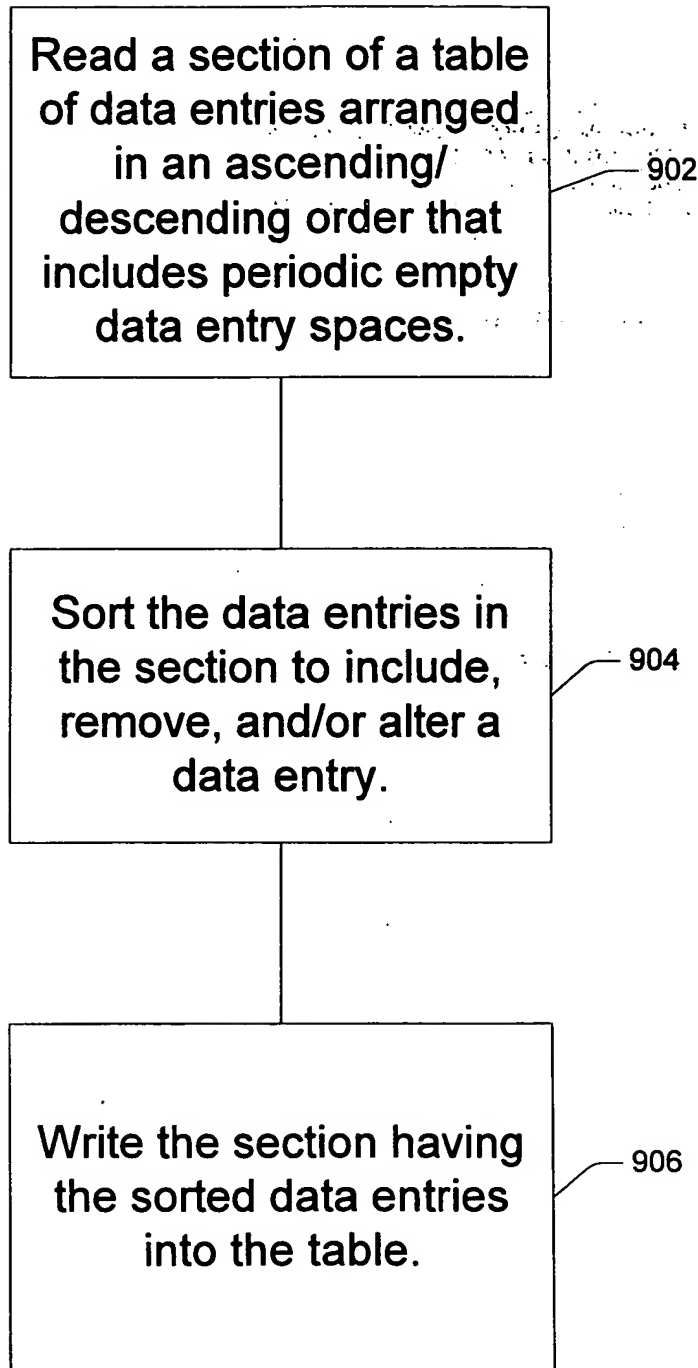 Read a section of a table
of data entries arranged
in an ascending/
descending order that
includes periodic empty
data entry spaces.
902
Sort the data entries in
the section to include,
remove, and/or alter a
data entry.
904
Write the section having
the sorted data entries
into the table.
906